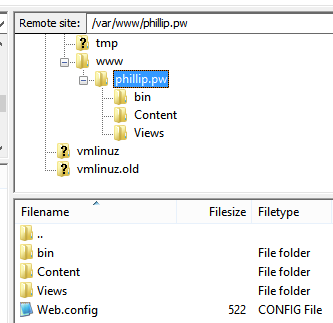 Remote site: /var/www/phillip.pw
tmp
www
phillip.pw
bin
Content
Views
vmlinuz
vmlinuz.old
Filename Filesize Filetype
..
bin File folder
Content File folder
Views File folder
Web.config 522 CONFIG File